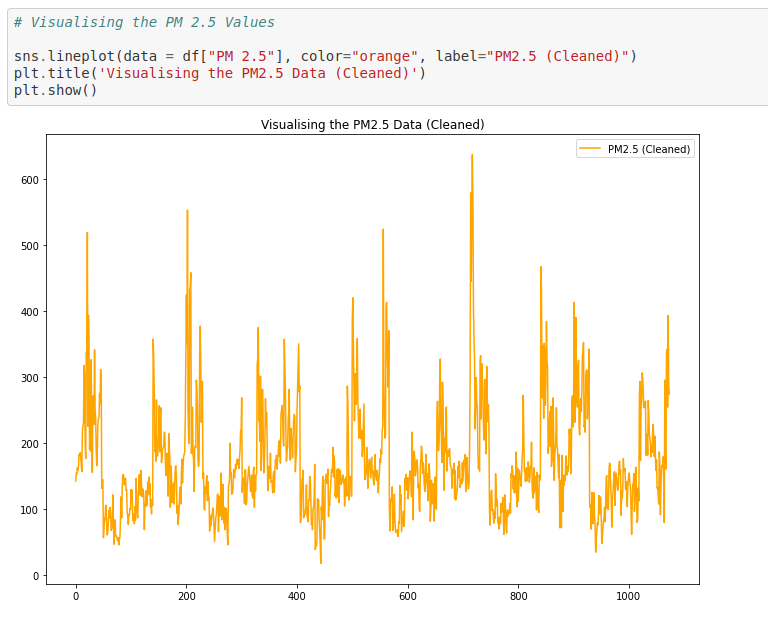 # Visualising the PM 2.5 Values
sns.lineplot(data = df["PM 2.5"], color="orange", label="PM2.5 (Cleaned)")
plt.title('Visualising the PM2.5 Data (Cleaned)')
plt.show()
Visualising the PM2.5 Data (Cleaned)
PM2.5 (Cleaned)
600
500
400
300
200
100
0
0 200 400 600 800 1000